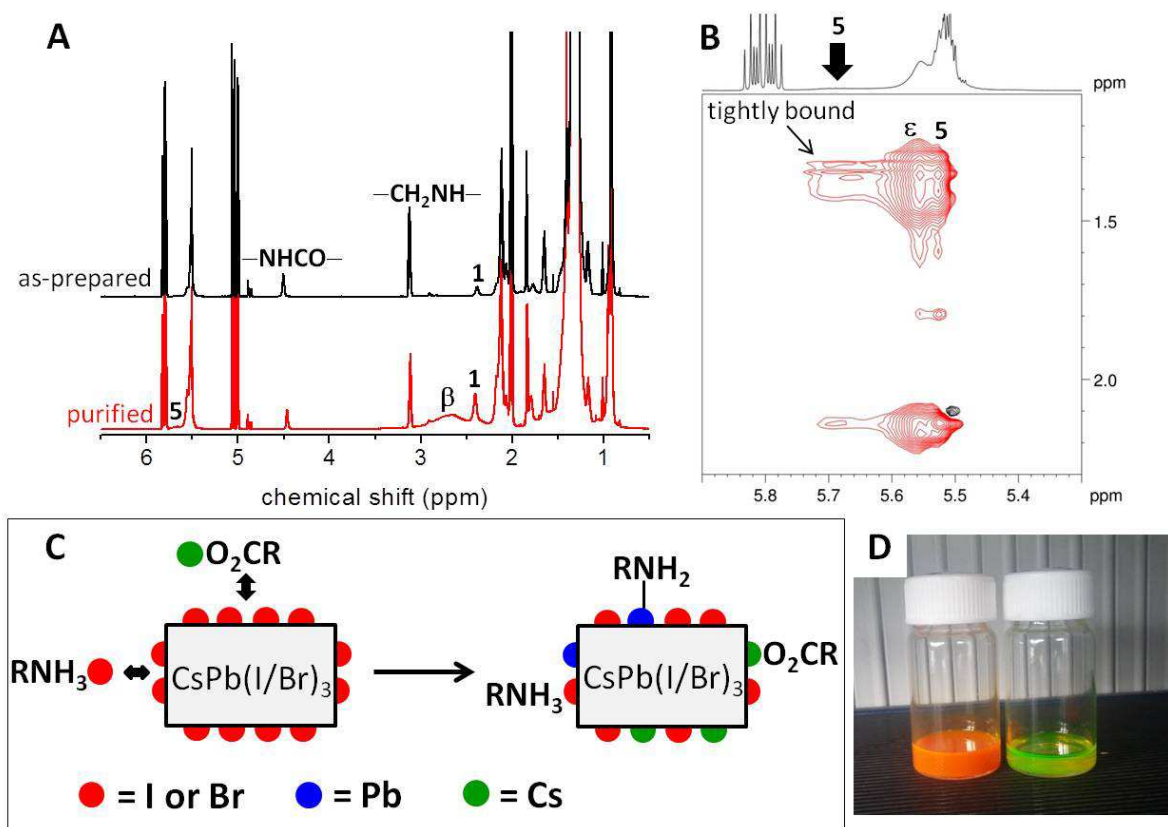 A
as-prepared
—NHCO—
—CH₂NH—
1
purified
5
β
1
6
5
4
3
2
1
chemical shift (ppm)
B
5
ppm
tightly bound
ε
5
1.5
2.0
5.8
5.7
5.6
5.5
5.4
ppm
C
O₂CR
RNH₃
CsPb(I/Br)₃
RNH₂
CsPb(I/Br)₃
O₂CR
RNH₃
= I or Br
= Pb
= Cs
D